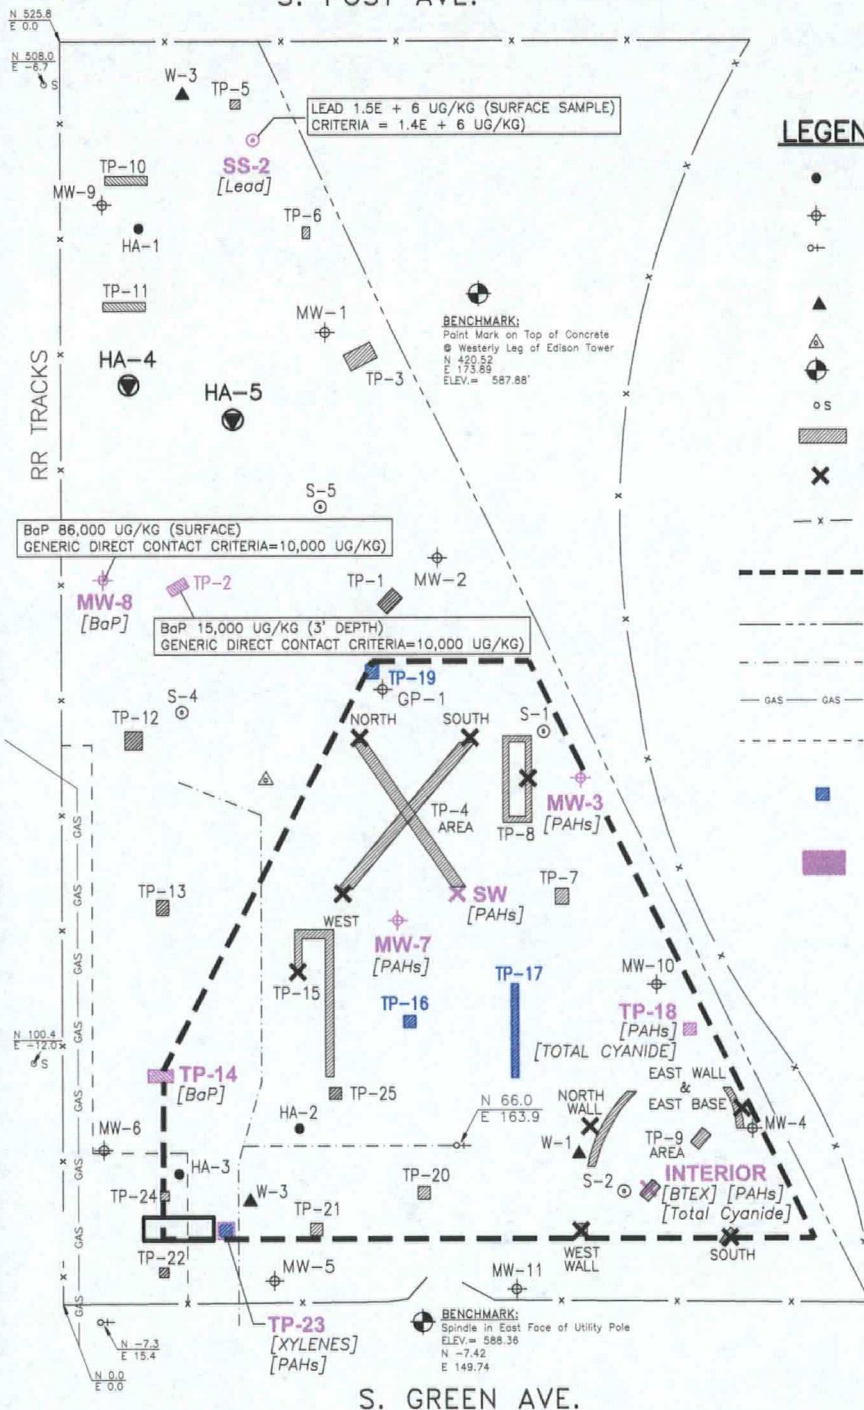 S. POST AVE.
N 525.8
E 0.0
N 508.0
E -6.7
S
W-3
TP-5
LEAD 1.5E + 6 UG/KG (SURFACE SAMPLE)
CRITERIA = 1.4E + 6 UG/KG)
SS-2
[Lead]
LEGEN
TP-10
MW-9
HA-1
TP-6
TP-11
MW-1
BENCHMARK:
Paint Mark on Top of Concrete
@ Westerly Leg of Edison Tower
N 420.52
E 173.89
ELEV.= 587.88'
TP-3
HA-4
HA-5
o S
RR TRACKS
S-5
BaP 86,000 UG/KG (SURFACE)
GENERIC DIRECT CONTACT CRITERIA=10,000 UG/KG)
MW-8
[BaP]
TP-2
TP-1
MW-2
BaP 15,000 UG/KG (3' DEPTH)
GENERIC DIRECT CONTACT CRITERIA=10,000 UG/KG)
TP-19
GP-1
S-4
TP-12
NORTH
SOUTH
S-1
GAS
GAS
MW-3
[PAHs]
TP-4
AREA
TP-8
GAS
GAS
TP-13
WEST
SW
[PAHs]
TP-7
MW-7
[PAHs]
GAS
TP-15
TP-16
TP-17
MW-10
TP-18
[PAHs]
[TOTAL CYANIDE]
N 100.4
E -12.0
S
GAS
TP-14
[BaP]
TP-25
EAST WALL
&
EAST BASE
N 66.0
E 163.9
NORTH
WALL
MW-6
HA-2
W-1
TP-9
AREA
MW-4
GAS
HA-3
TP-24
W-3
TP-20
S-2
INTERIOR
[BTEX] [PAHs]
[Total Cyanide]
GAS
TP-21
TP-22
WEST
WALL
SOUTH
MW-5
MW-11
GAS
N -7.3
E 15.4
N 0.0
E 0.0
TP-23
[XYLENES]
[PAHs]
BENCHMARK:
Spindle in East Face of Utility Pole
ELEV.= 588.36
N -7.42
E 149.74
S. GREEN AVE.